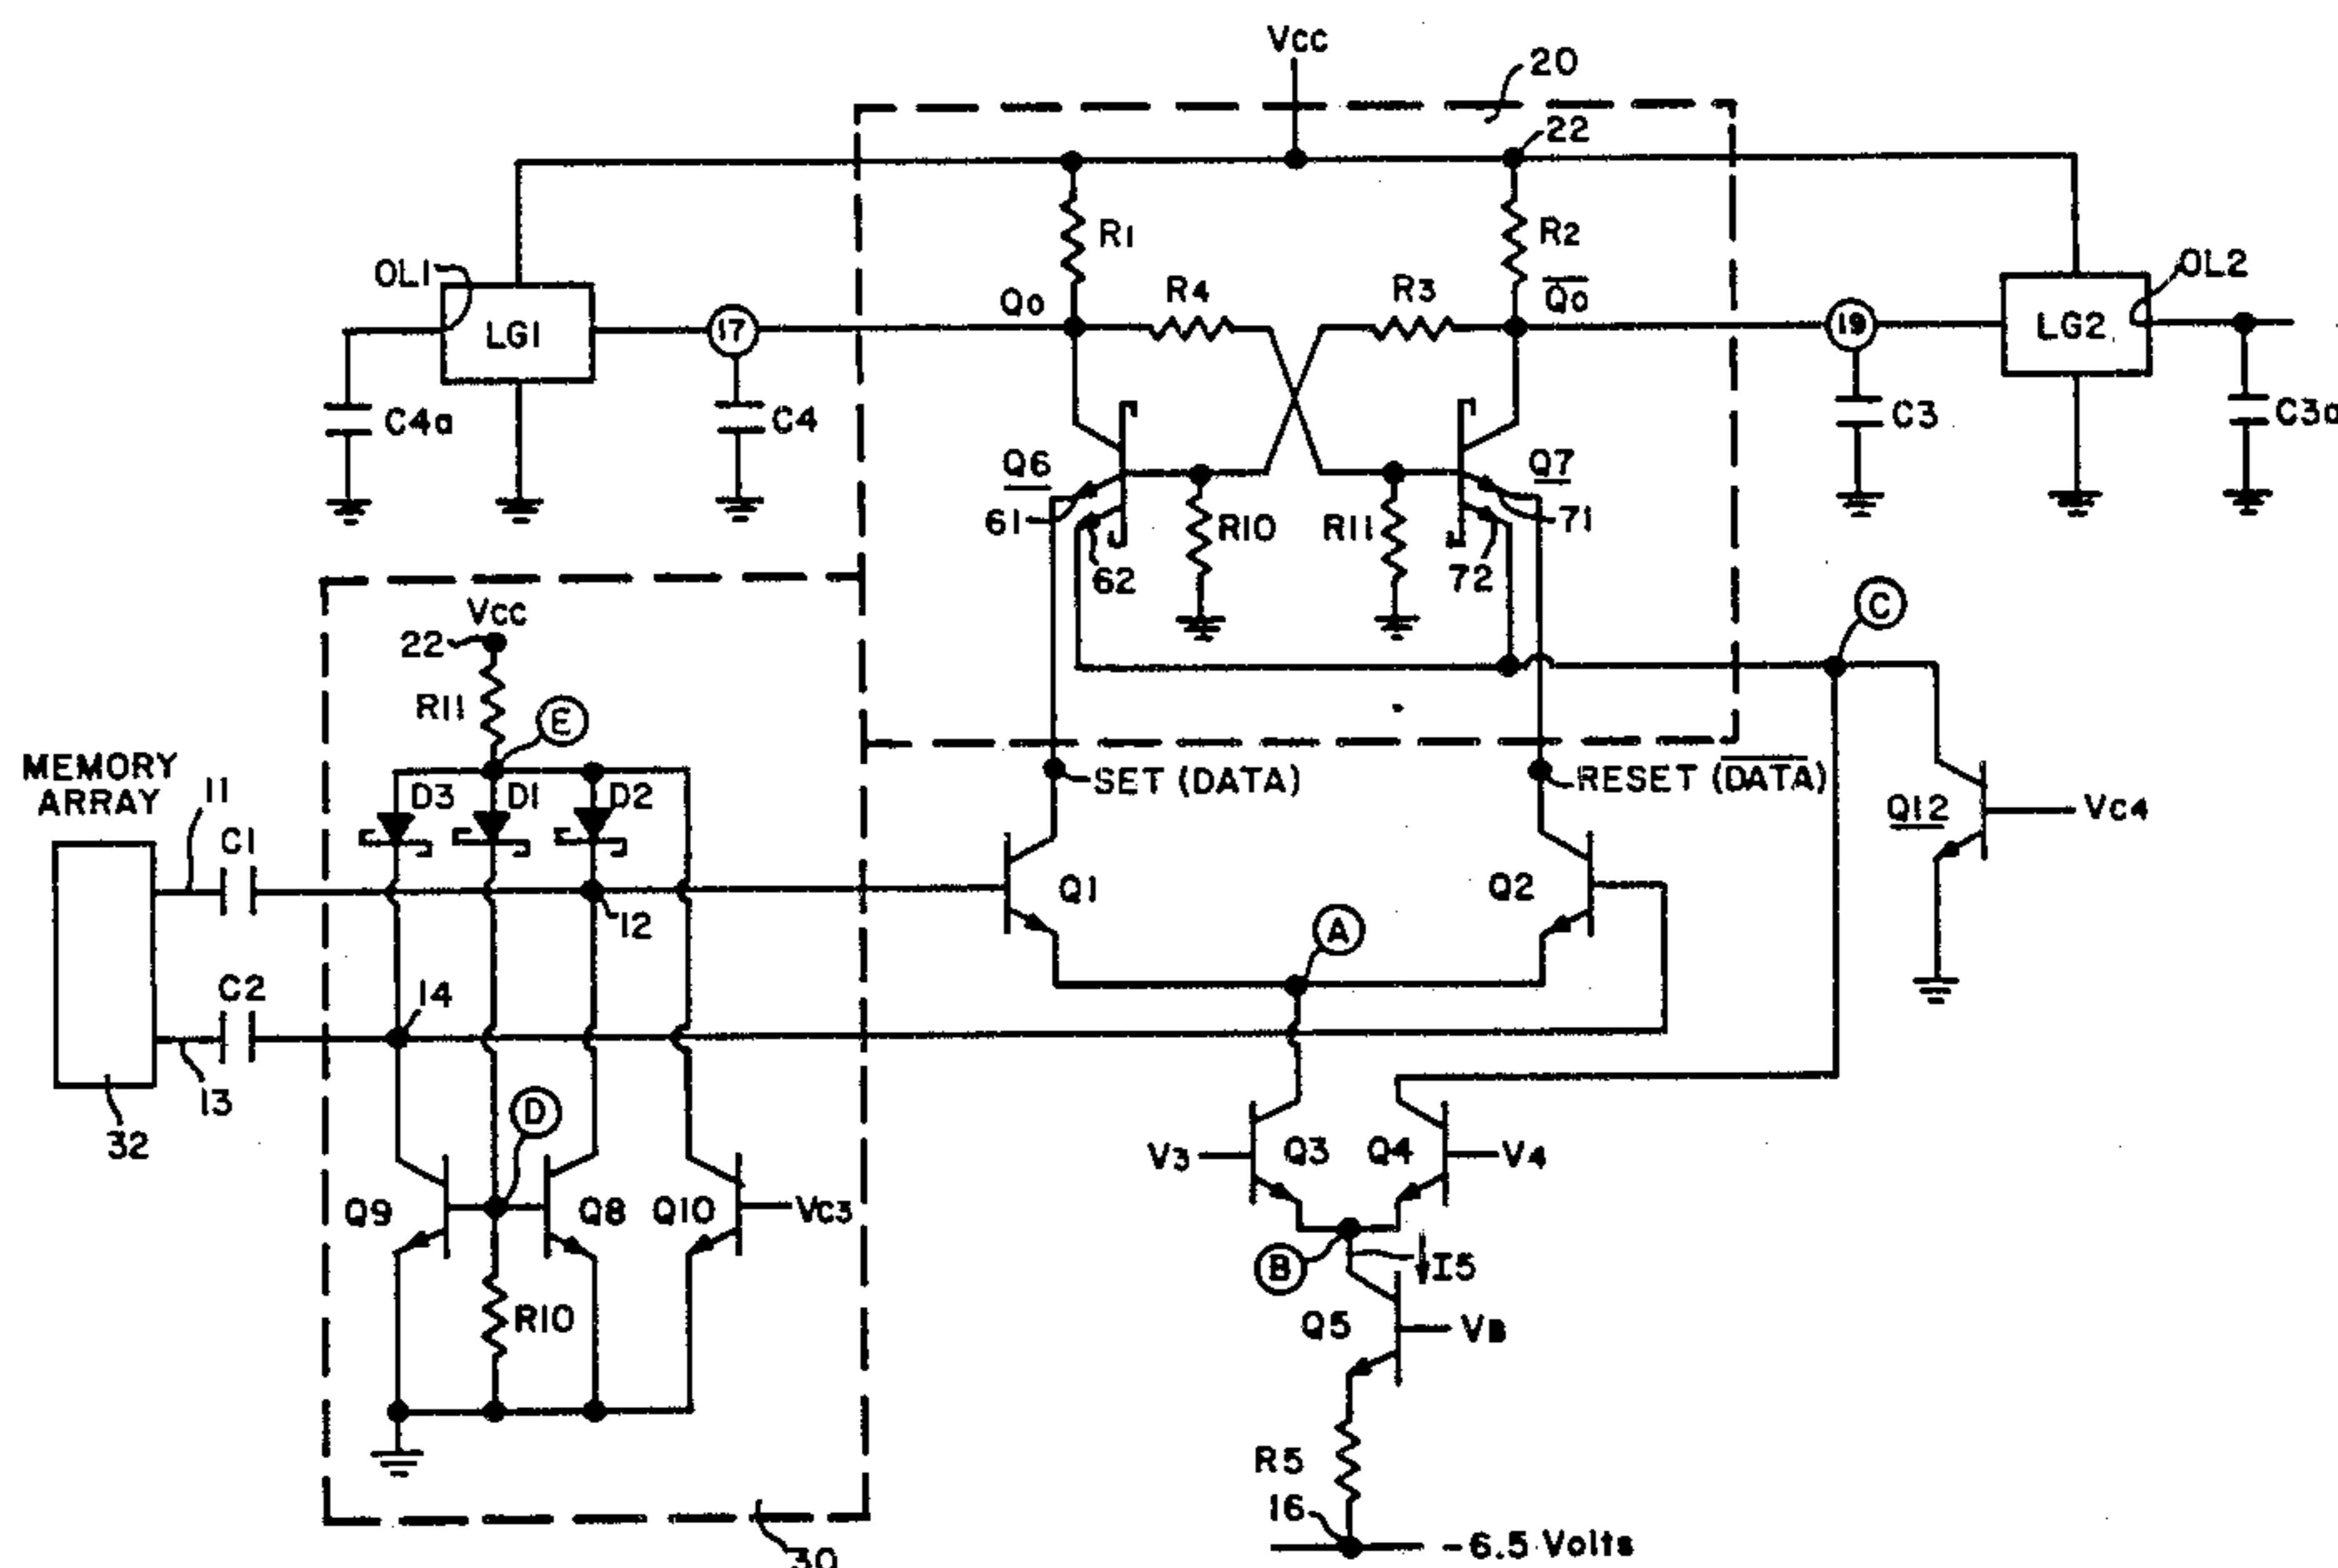 Vcc
20
22
R1
R2
OL1
LG1
17
Qo
R4
R3
Qo
19
LG2
OL2
C4a
C4
C3
C3a
Q6
Q7
61
62
R10
R11
71
72
C
Vcc
22
R11
E
MEMORY
ARRAY
11
C1
D3
D1
D2
SET (DATA)
RESET (DATA)
Q12
Vc4
12
Q1
Q2
A
C2
14
13
32
D
Q9
Q8
Q10
Vc3
V3
Q3
Q4
V4
B
I5
R10
Q5
VB
R5
16
-6.5 Volts
30